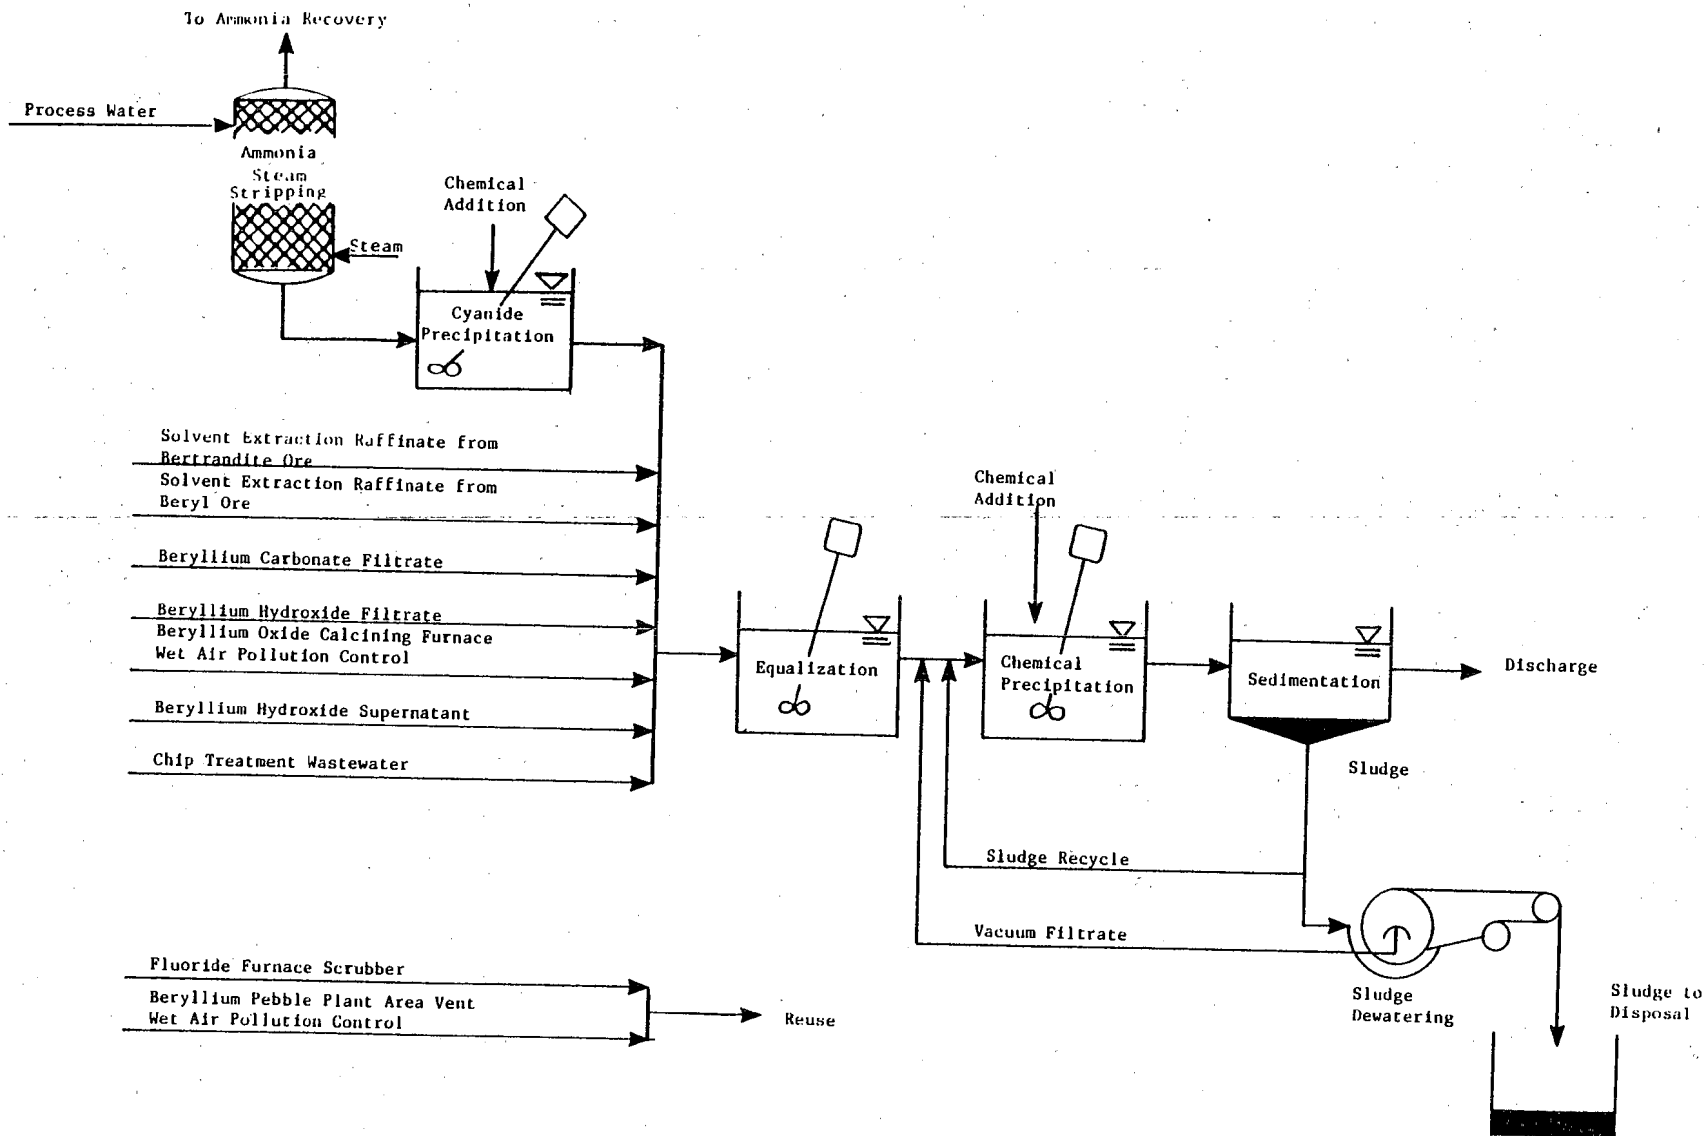 To Ammonia Recovery
Process Water
Ammonia
Steam
Stripping
Steam
Chemical
Addition
Cyanide
Precipitation
Solvent Extraction Raffinate from
Bertrandite Ore
Solvent Extraction Raffinate from
Beryl Ore
Beryllium Carbonate Filtrate
Beryllium Hydroxide Filtrate
Beryllium Oxide Calcining Furnace
Wet Air Pollution Control
Beryllium Hydroxide Supernatant
Chip Treatment Wastewater
Equalization
Chemical
Addition
Chemical
Precipitation
Sedimentation
Discharge
Sludge
Sludge Recycle
Vacuum Filtrate
Sludge
Dewatering
Sludge to
Disposal
Fluoride Furnace Scrubber
Beryllium Pebble Plant Area Vent
Wet Air Pollution Control
Reuse